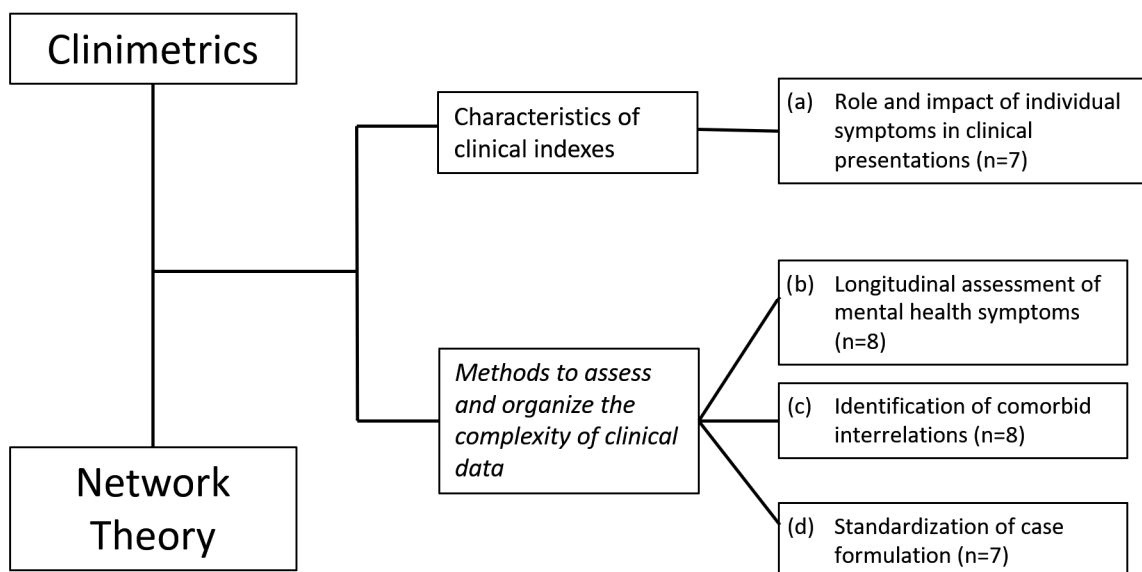 Clinimetrics
Network
Theory
Characteristics of
clinical indexes
Methods to assess
and organize the
complexity of clinical
data
(a) Role and impact of individual
symptoms in clinical
presentations (n=7)
(b) Longitudinal assessment of
mental health symptoms
(n=8)
(c) Identification of comorbid
interrelations (n=8)
(d) Standardization of case
formulation (n=7)